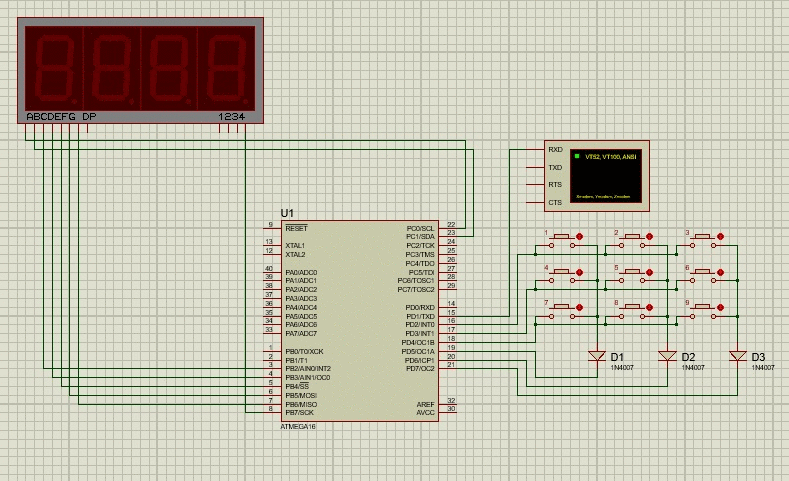 ABCDEFG DP
1234
RXD
TXD
RTS
CTS
VT52, VT100, ANSI
Xmodem, Ymodem, Zmodem
U1
9 RESET
13 XTAL1
12 XTAL2
40 PA0/ADC0
39 PA1/ADC1
38 PA2/ADC2
37 PA3/ADC3
36 PA4/ADC4
35 PA5/ADC5
34 PA6/ADC6
33 PA7/ADC7
1 PB0/T0/XCK
2 PB1/T1
3 PB2/AIN0/INT2
4 PB3/AIN1/OC0
5 PB4/SS
6 PB5/MOSI
7 PB6/MISO
8 PB7/SCK
PC0/SCL 22
PC1/SDA 23
PC2/TCK 24
PC3/TMS 25
PC4/TDO 26
PC5/TDI 27
PC6/TOSC1 28
PC7/TOSC2 29
PD0/RXD 14
PD1/TXD 15
PD2/INT0 16
PD3/INT1 17
PD4/OC1B 18
PD5/OC1A 19
PD6/ICP1 20
PD7/OC2 21
AREF 32
AVCC 30
ATMEGA16
1 2 3
4 5 6
7 8 9
D1
1N4007
D2
1N4007
D3
1N4007